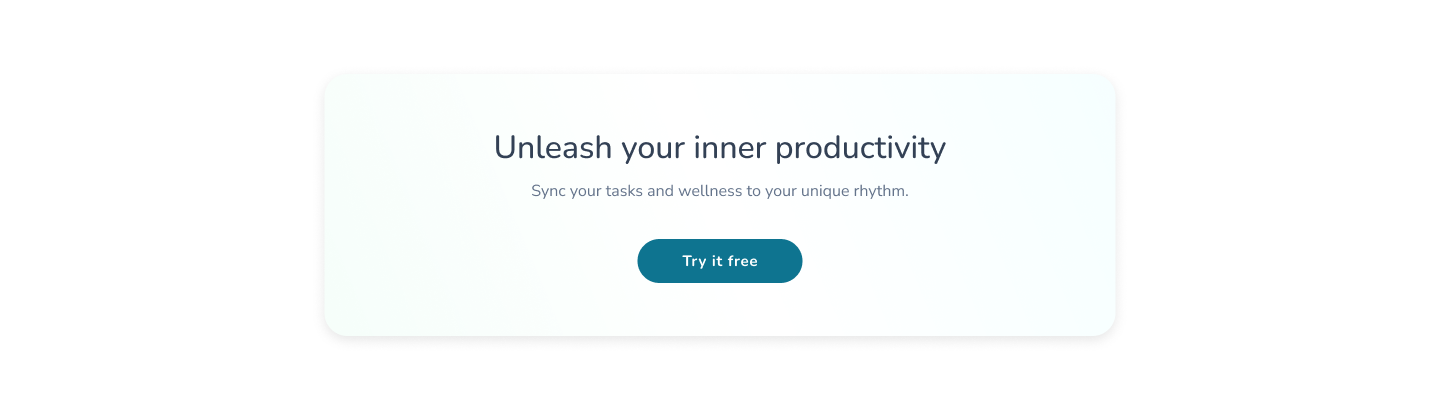 Unleash your inner productivity
Sync your tasks and wellness to your unique rhythm.
Try it free